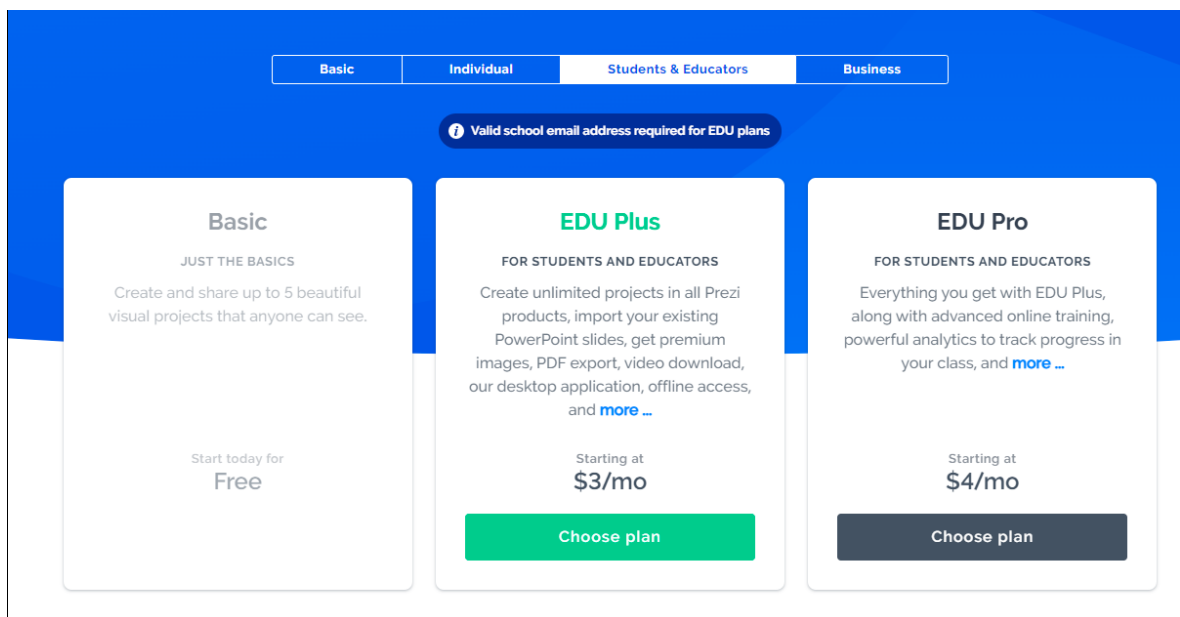 Basic
Individual
Students & Educators
Business
Valid school email address required for EDU plans
Basic
JUST THE BASICS
Create and share up to 5 beautiful
visual projects that anyone can see.
Start today for
Free
EDU Plus
FOR STUDENTS AND EDUCATORS
Create unlimited projects in all Prezi
products, import your existing
PowerPoint slides, get premium
images, PDF export, video download,
our desktop application, offline access,
and more ...
Starting at
$3/mo
Choose plan
EDU Pro
FOR STUDENTS AND EDUCATORS
Everything you get with EDU Plus,
along with advanced online training,
powerful analytics to track progress in
your class, and more ...
Starting at
$4/mo
Choose plan